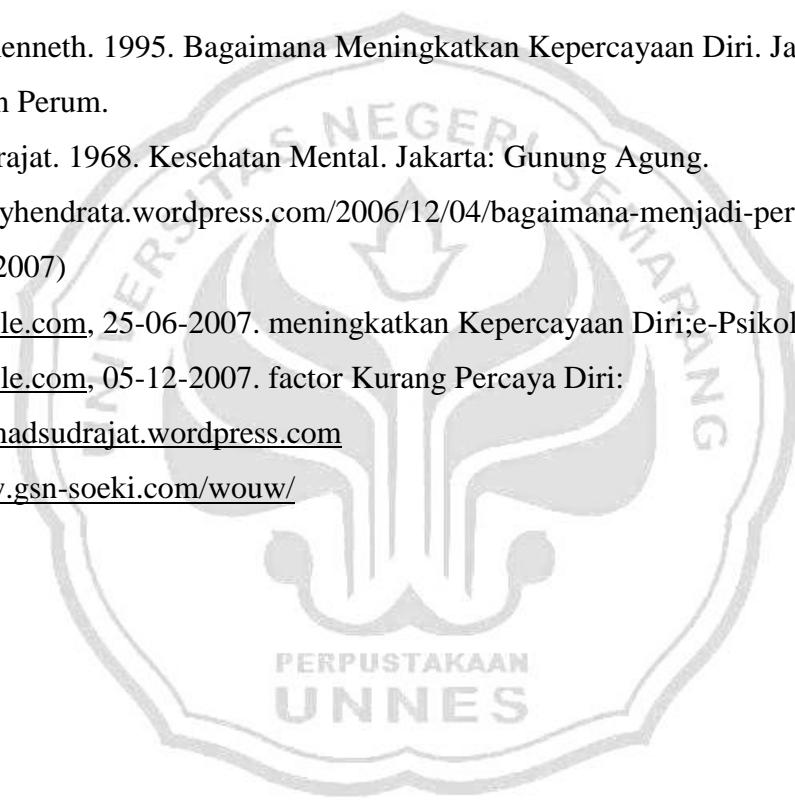 enneth. 1995. Bagaimana Meningkatkan Kepercayaan Diri. Ja
n Perum.
rajat. 1968. Kesehatan Mental. Jakarta: Gunung Agung.
yhendrata.wordpress.com/2006/12/04/bagaimana-menjadi-per
2007)
le.com, 25-06-2007. meningkatkan Kepercayaan Diri;e-Psikol
le.com, 05-12-2007. factor Kurang Percaya Diri:
nadsudrajat.wordpress.com
.gsn-soeki.com/wouw/
UNIVERSITAS NEGERI SEMARANG
PERPUSTAKAAN
UNNES